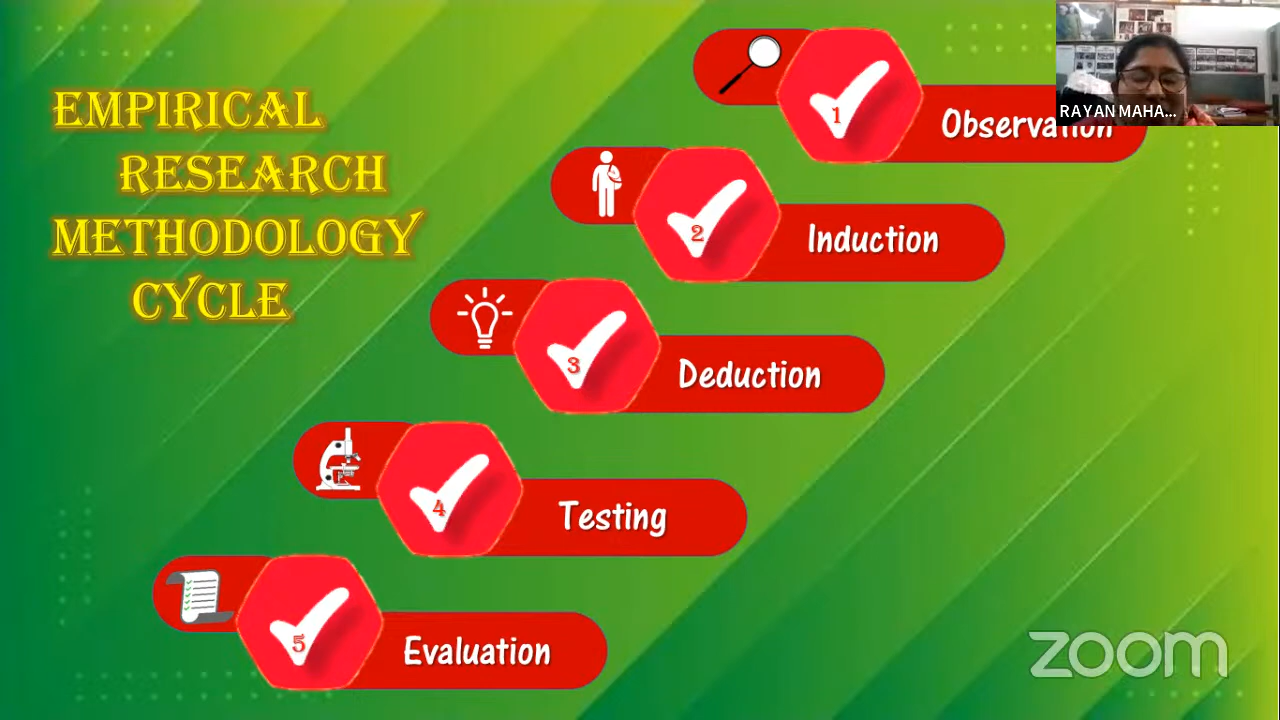 EMPIRICAL
RESEARCH
METHODOLOGY
CYCLE
RAYAN MAHA...
1
Observation
2
Induction
3
Deduction
4
Testing
5
Evaluation
zoom